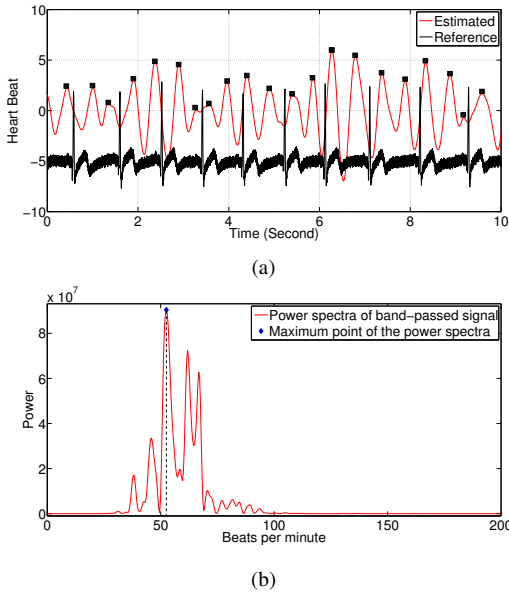 10
5
0
−5
−10
Heart Beat
Estimated
Reference
0 2 4 6 8 10
Time (Second)
(a)
x 10^7
8
6
4
2
0
Power
Power spectra of band−passed signal
Maximum point of the power spectra
0 50 100 150 200
Beats per minute
(b)